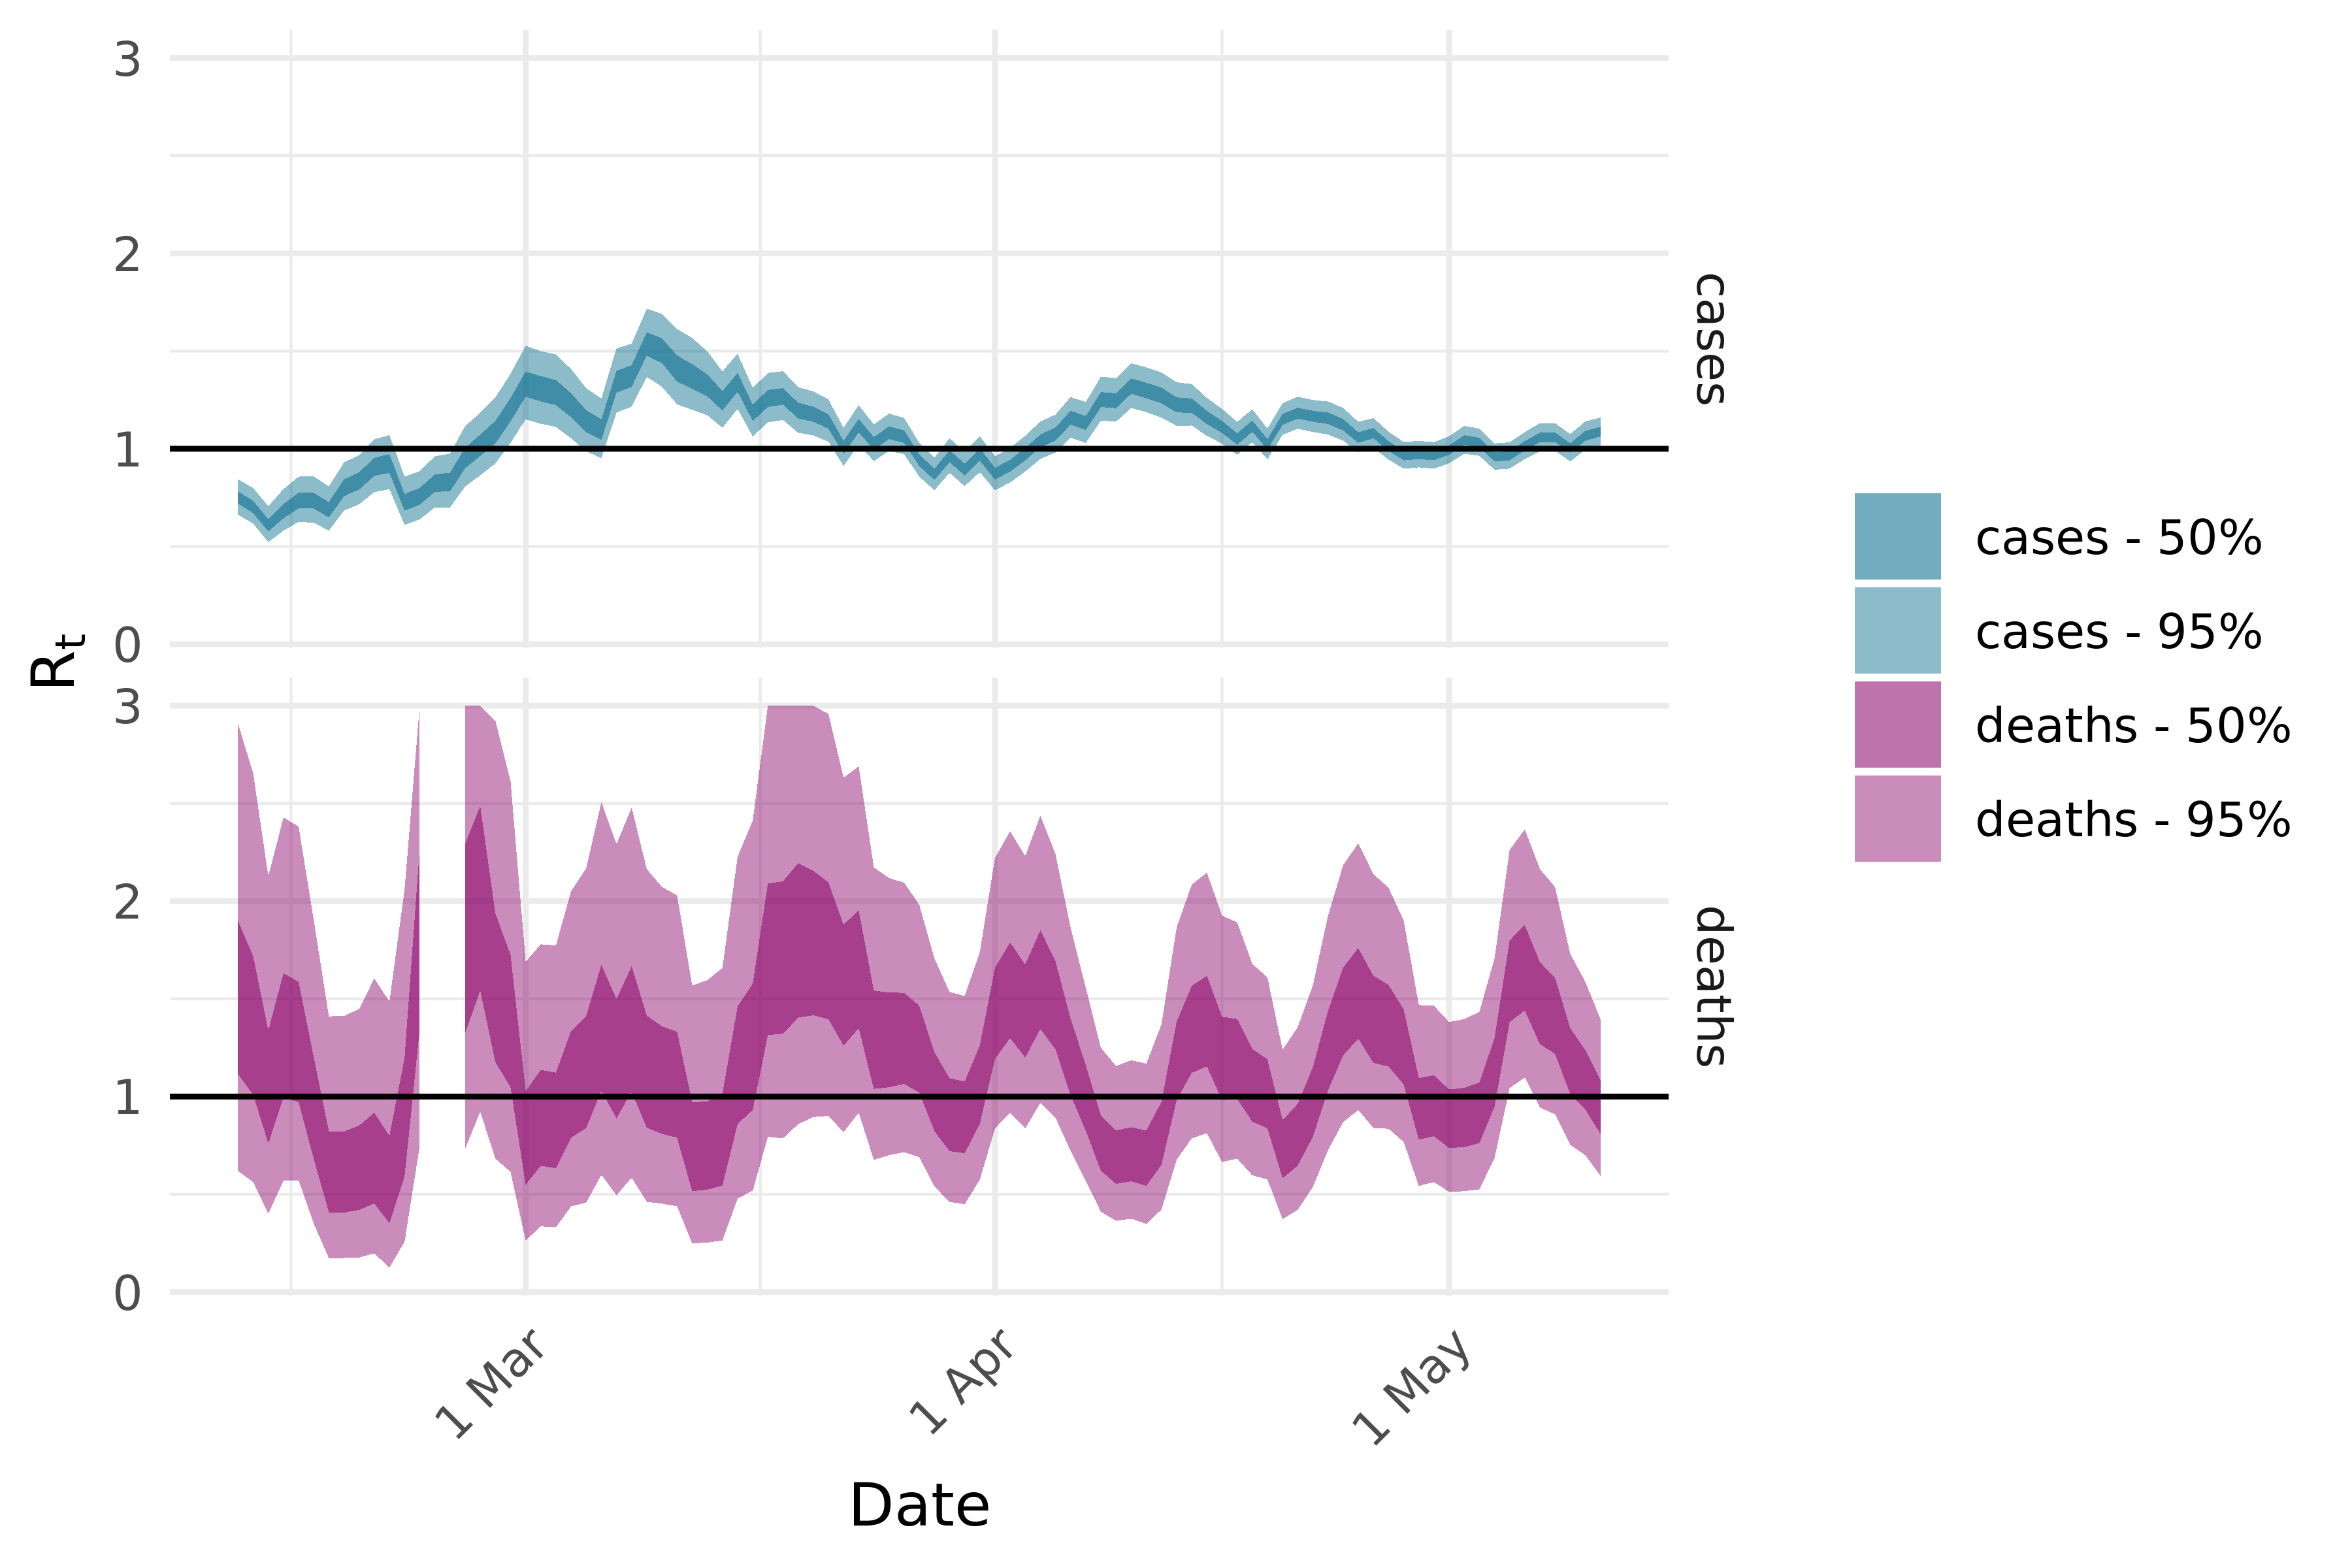 3
2
1
0
cases
3
2
1
0
deaths
Rt
1 Mar
1 Apr
1 May
Date
cases - 50%
cases - 95%
deaths - 50%
deaths - 95%